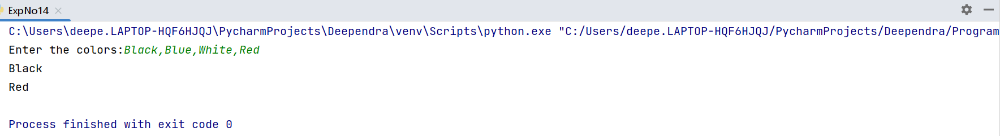 ExpNo14
C:\Users\deepe.LAPTOP-HQF6HJQJ\PycharmProjects\Deependra\venv\Scripts\python.exe "C:/Users/deepe.LAPTOP-HQF6HJQJ/PycharmProjects/Deependra/Program
Enter the colors:Black,Blue,White,Red
Black
Red
Process finished with exit code 0